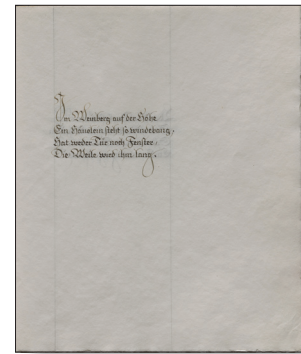 Im Weinberg auf der Höhe
Ein Häuslein steht so windebang,
Hat weder Tür noch Fenster,
Die Weile wird ihm lang.